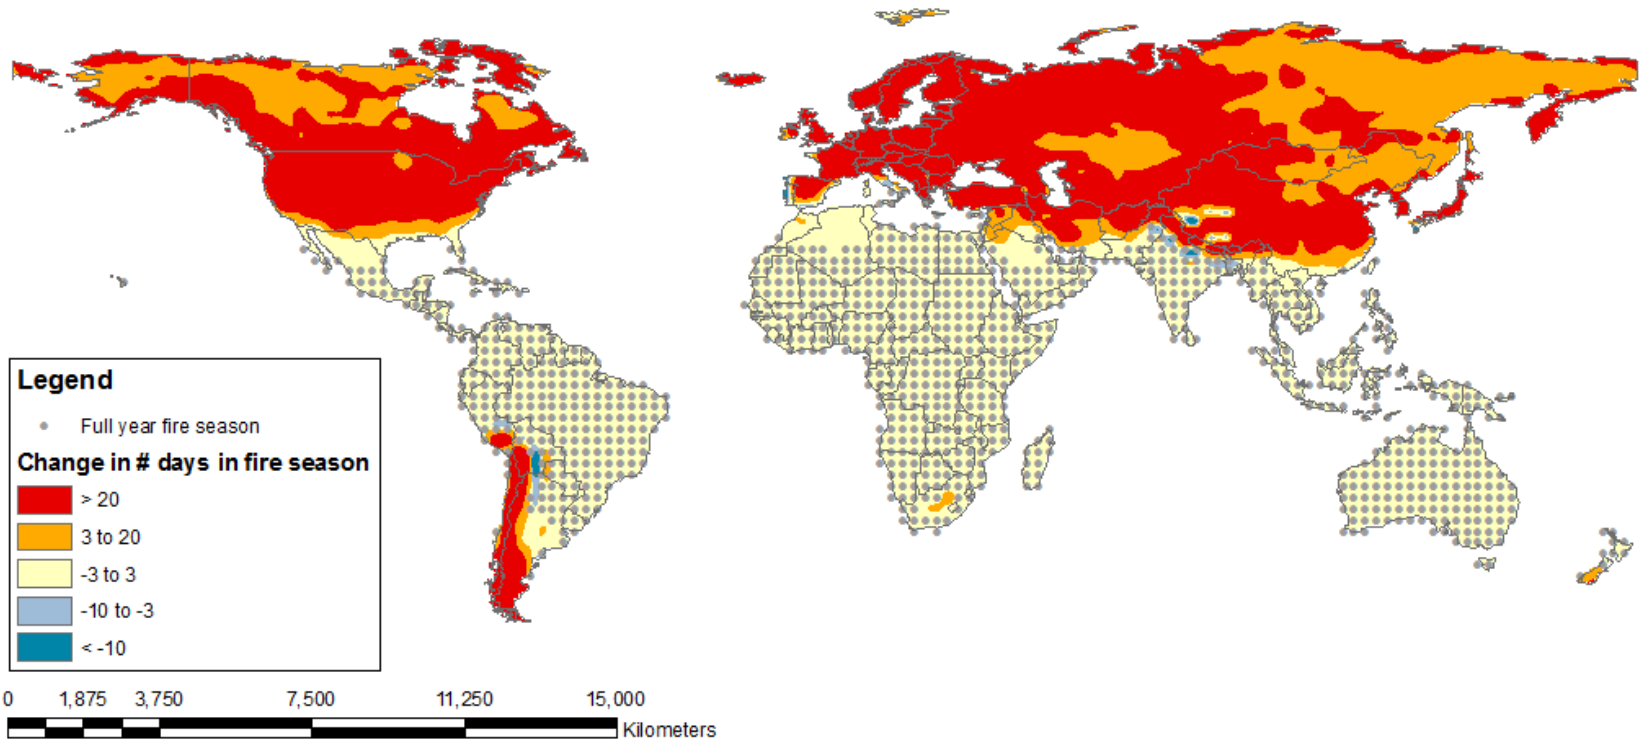 Legend
Full year fire season
Change in # days in fire season
> 20
3 to 20
-3 to 3
-10 to -3
< -10
0 1,875 3,750 7,500 11,250 15,000
Kilometers